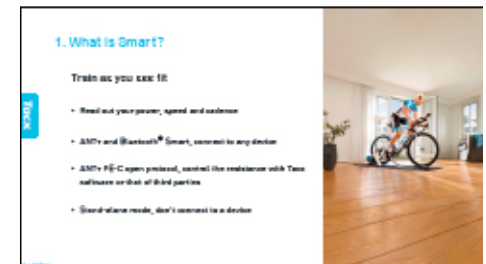 1. What is Smart?
Train as you see fit
• Read out your power, speed and cadence
• ANT+ and Bluetooth® Smart, connect to any device
• ANT+ FE-C open protocol, control the resistance with Tacx
software or that of third parties
• Stand-alone mode, don't connect to a device
Tacx